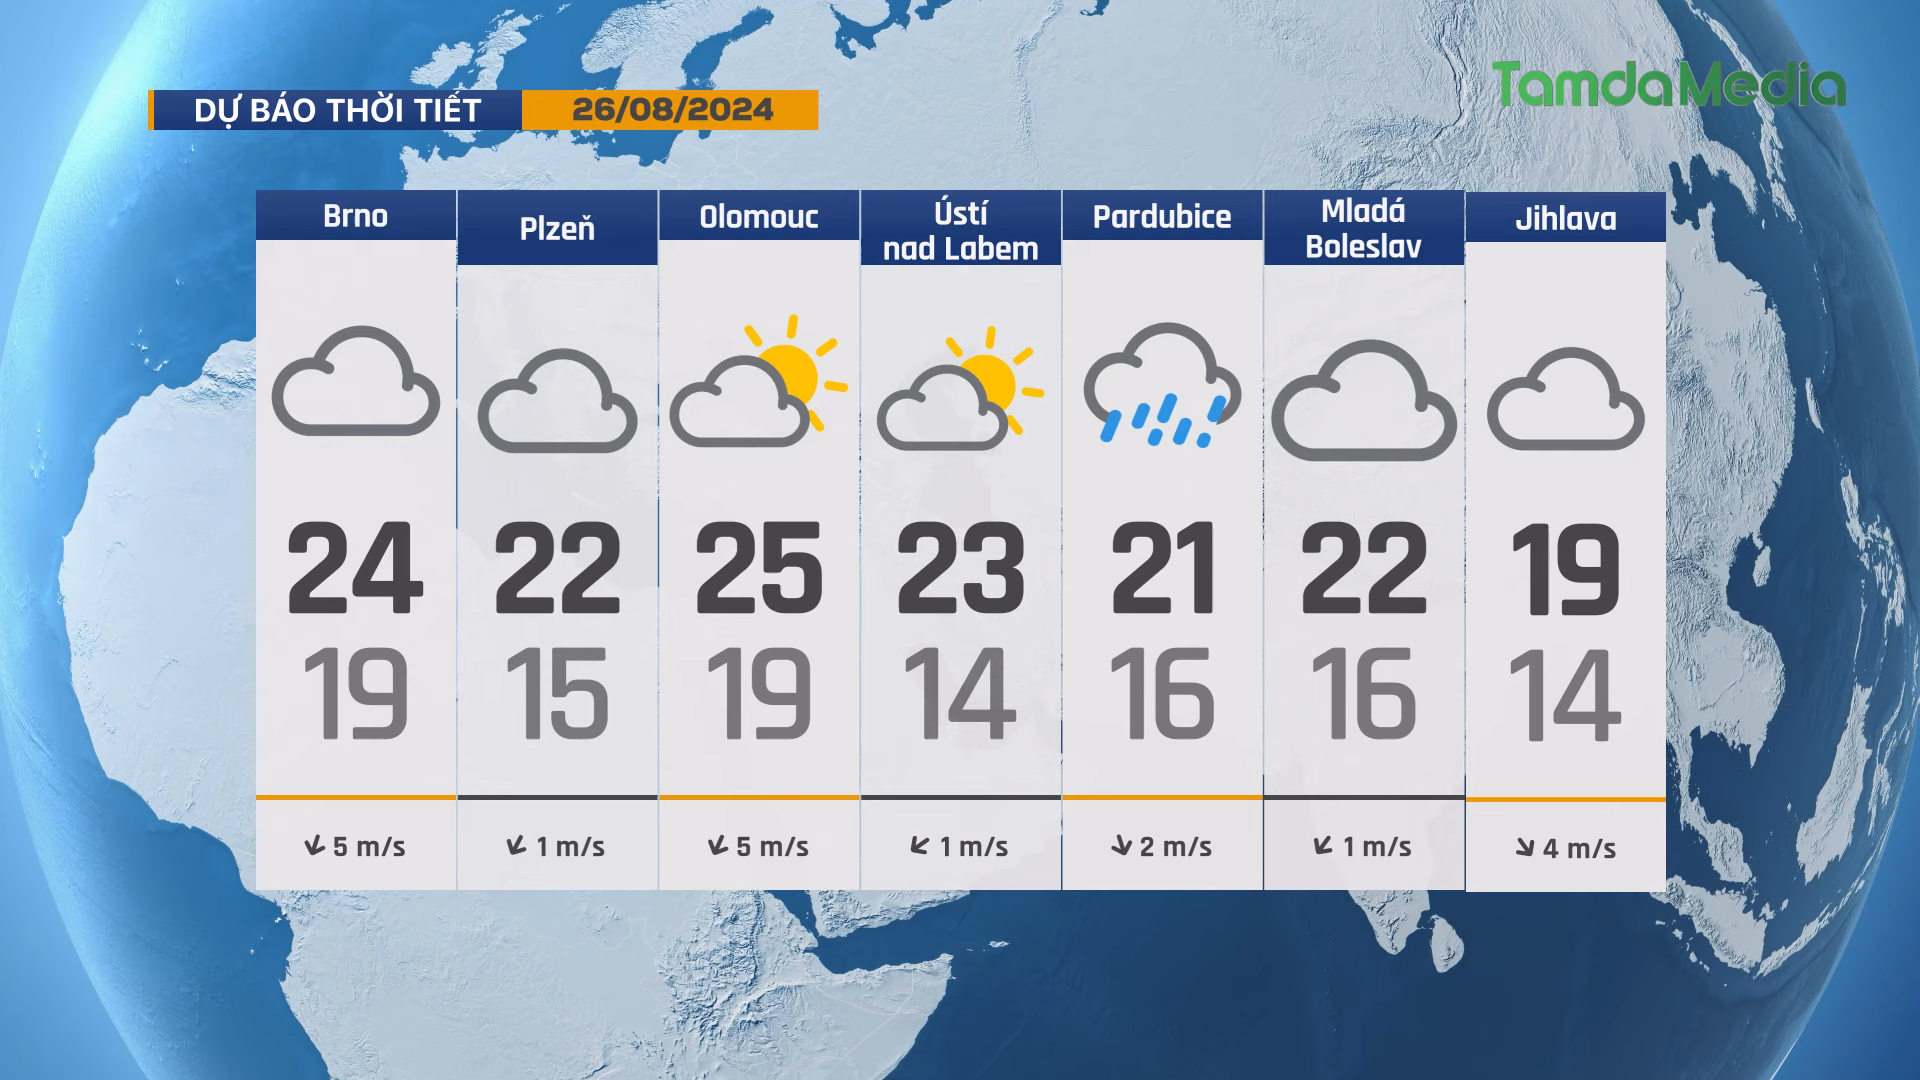 TamdaMedia
DỰ BÁO THỜI TIẾT 26/08/2024
Brno
Plzeň
Olomouc
Ústí
nad Labem
Pardubice
Mladá
Boleslav
Jihlava
24 22 25 23 21 22 19
19 15 19 14 16 16 14
5 m/s 1 m/s 5 m/s 1 m/s 2 m/s 1 m/s 4 m/s